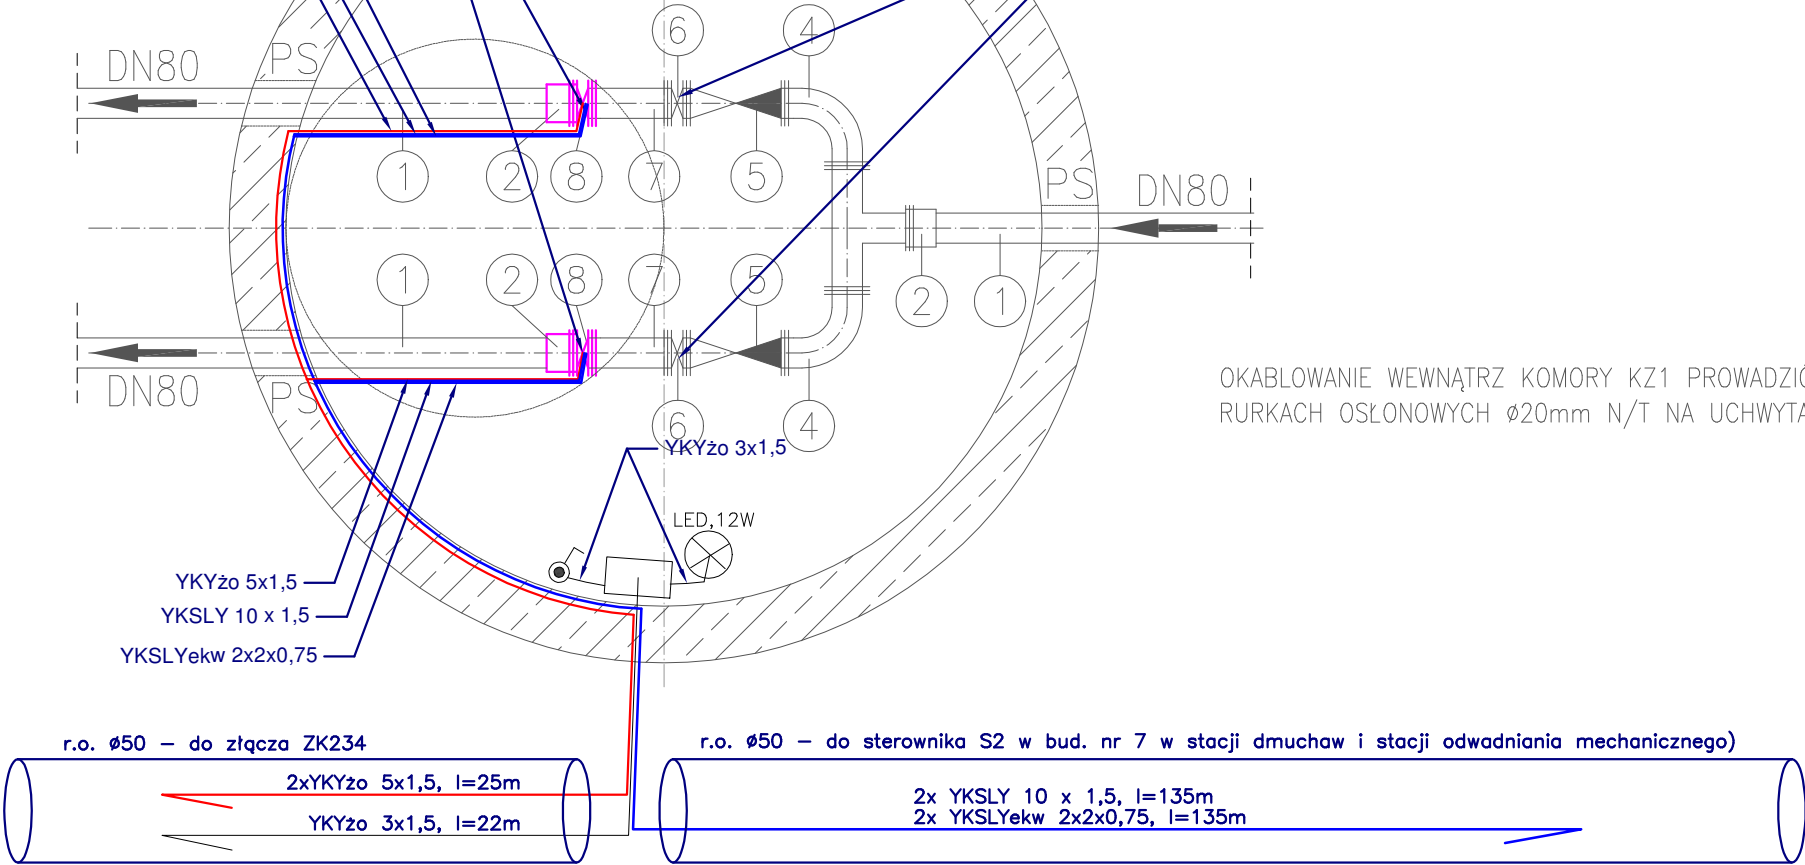 6
4
DN80
PS
1
2
8
7
5
PS
DN80
1
2
8
7
5
2
1
DN80
PS
6
4
OKABLOWANIE WEWNĄTRZ KOMORY KZ1 PROWADZIĆ
RURKACH OSŁONOWYCH ø20mm N/T NA UCHWYTA
YKYżo 3x1,5
LED,12W
YKYżo 5x1,5
YKSLY 10 x 1,5
YKSLYekw 2x2x0,75
r.o. ø50 – do złącza ZK234
r.o. ø50 – do sterownika S2 w bud. nr 7 w stacji dmuchaw i stacji odwadniania mechanicznego)
2xYKYżo 5x1,5, l=25m
YKYżo 3x1,5, l=22m
2x YKSLY 10 x 1,5, l=135m
2x YKSLYekw 2x2x0,75, l=135m